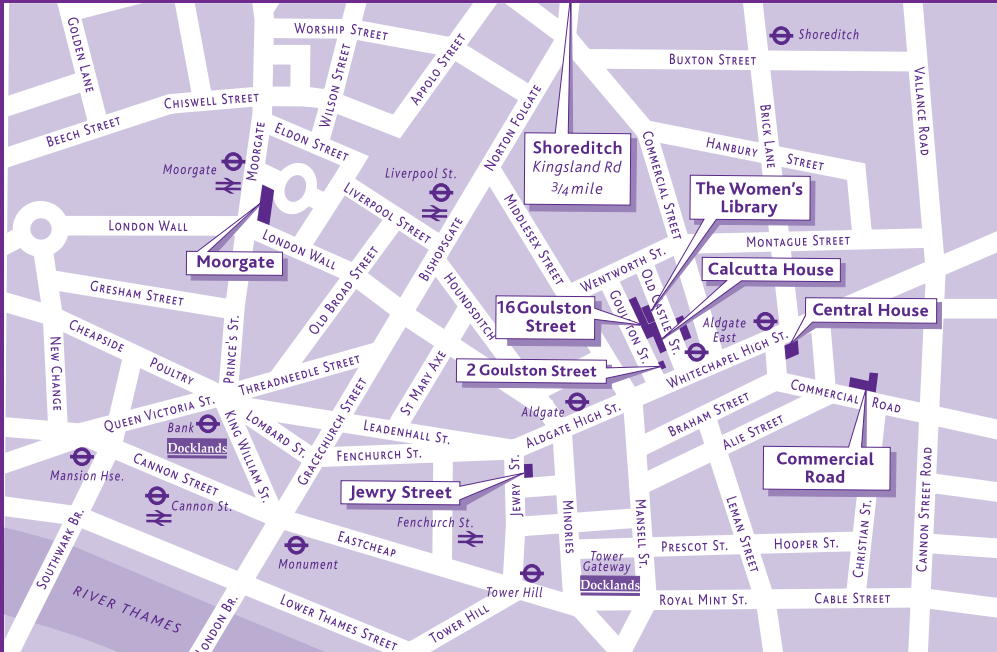 GOLDEN LANE
WORSHIP STREET
WILSON STREET
APPOLO STREET
Shoreditch
BUXTON STREET
VALLANCE ROAD
CHISWELL STREET
BEECH STREET
MOORGATE
ELDON STREET
NORTON FOLGATE
COMMERCIAL STREET
BRICK LANE
HANBURY STREET
Shoreditch
Kingsland Rd
3/4 mile
Moorgate
Liverpool St.
LIVERPOOL STREET
MIDDLESEX STREET
The Women's
Library
LONDON WALL
LONDON WALL
Moorgate
BISHOPSGATE
WENTWORTH ST.
MONTAGUE STREET
Calcutta House
OLD BROAD STREET
HOUNDSDITCH
GOULSTON ST.
OLD CASTLE ST.
GRESHAM STREET
16 Goulston
Street
Aldgate
East
Central House
CHEAPSIDE
POULTRY
PRINCE'S ST.
NEW CHANGE
THREADNEEDLE STREET
ST MARY AXE
2 Goulston Street
WHITECHAPEL HIGH ST.
COMMERCIAL ROAD
QUEEN VICTORIA ST.
Bank
Docklands
KING WILLIAM ST.
LOMBARD ST.
GRACECHURCH STREET
LEADENHALL ST.
FENCHURCH ST.
Aldgate
ALDGATE HIGH ST.
BRAHAM STREET
ALIE STREET
Commercial
Road
Mansion Hse.
CANNON STREET
Cannon St.
Jewry Street
JEWRY ST.
Fenchurch St.
MINORIES
MANSELL ST.
LEMAN STREET
PRESCOT ST.
HOOPER ST.
CHRISTIAN ST.
CANNON STREET ROAD
SOUTHWARK BR.
EASTCHEAP
Monument
Tower
Gateway
Docklands
Tower Hill
ROYAL MINT ST.
CABLE STREET
RIVER THAMES
LONDON BR.
LOWER THAMES STREET
TOWER HILL